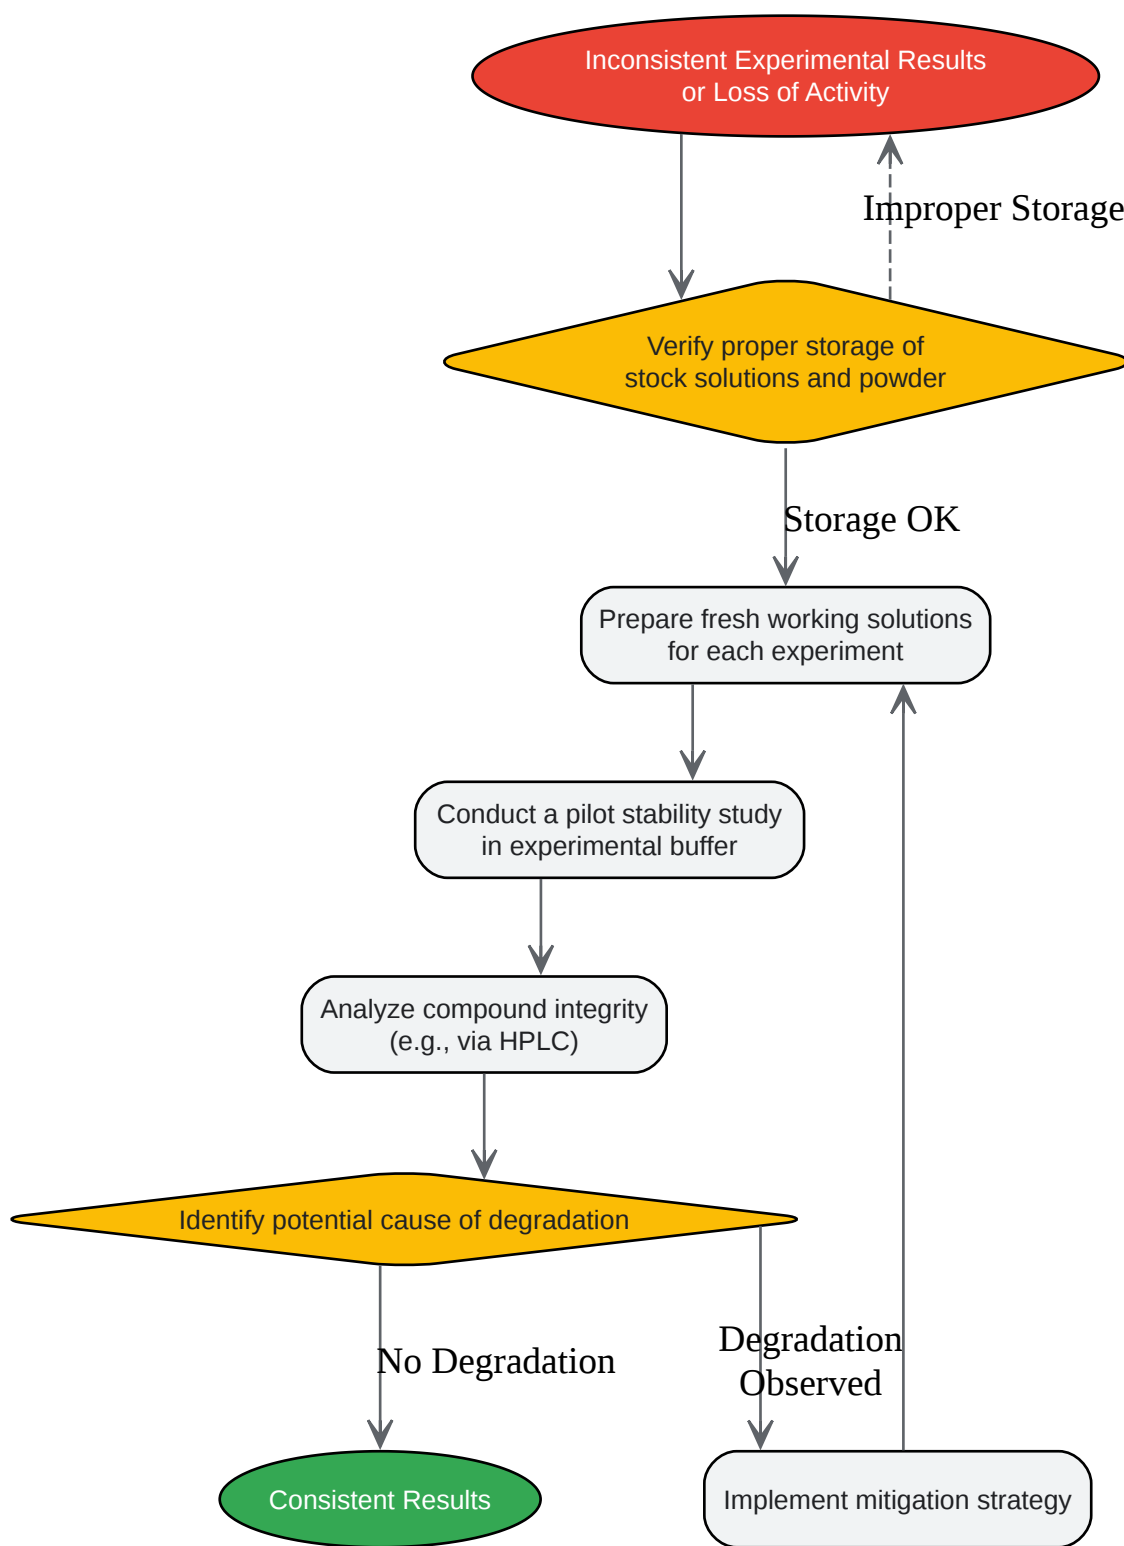 Inconsistent Experimental Results
or Loss of Activity
Improper Storage
Verify proper storage of
stock solutions and powder
Storage OK
Prepare fresh working solutions
for each experiment
Conduct a pilot stability study
in experimental buffer
Analyze compound integrity
(e.g., via HPLC)
Identify potential cause of degradation
No Degradation
Degradation
Observed
Consistent Results
Implement mitigation strategy